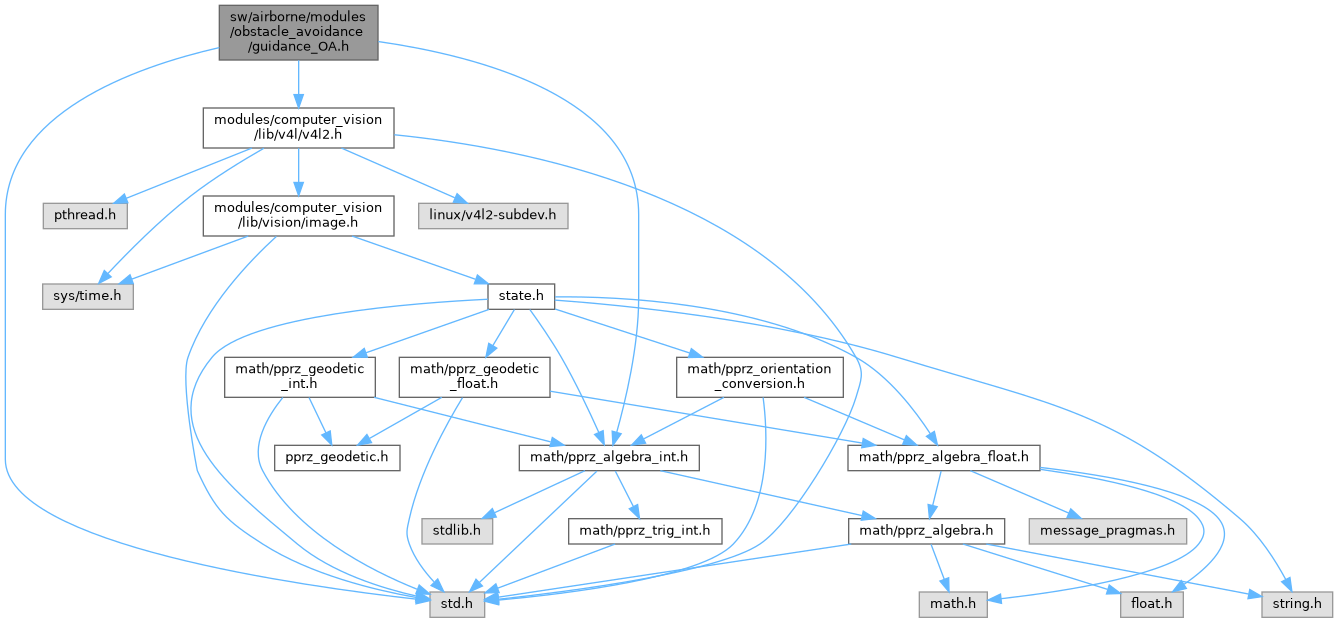 sw/airborne/modules
/obstacle_avoidance
/guidance_OA.h
modules/computer_vision
/lib/v4l/v4l2.h
pthread.h
modules/computer_vision
/lib/vision/image.h
linux/v4l2-subdev.h
sys/time.h
state.h
math/pprz_geodetic
_int.h
math/pprz_geodetic
_float.h
math/pprz_orientation
_conversion.h
pprz_geodetic.h
math/pprz_algebra_int.h
math/pprz_algebra_float.h
stdlib.h
math/pprz_trig_int.h
math/pprz_algebra.h
message_pragmas.h
std.h
math.h
float.h
string.h